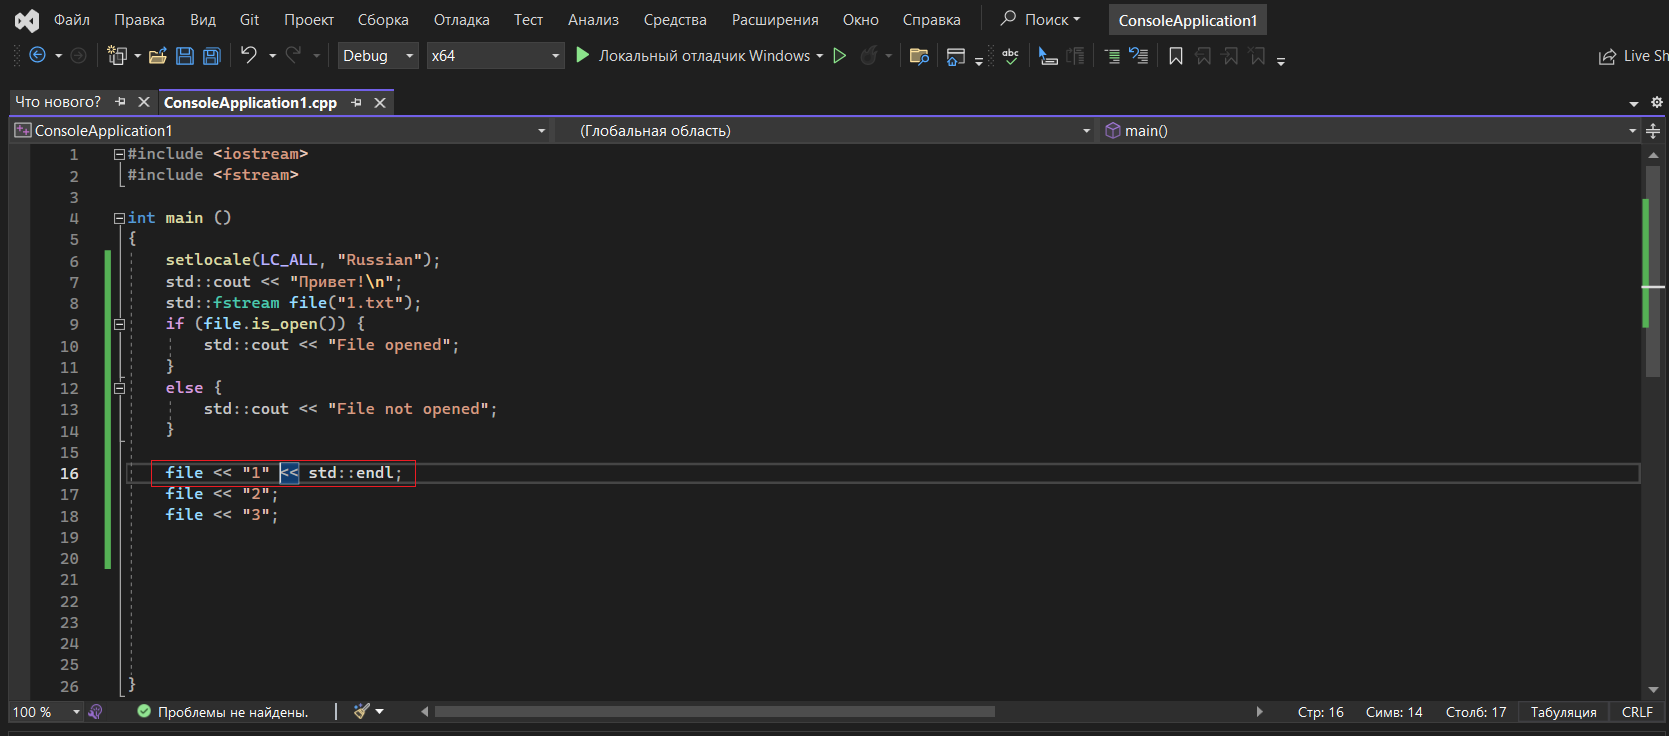 Файл Правка Вид Git Проект Сборка Отладка Тест Анализ Средства Расширения Окно Справка Поиск ConsoleApplication1
Debug x64 Локальный отладчик Windows abc Live Sh
Что нового? ConsoleApplication1.cpp
ConsoleApplication1 (Глобальная область) main()
1 #include <iostream>
2 #include <fstream>
3
4 int main ()
5 {
6 setlocale(LC_ALL, "Russian");
7 std::cout << "Привет!\n";
8 std::fstream file("1.txt");
9 if (file.is_open()) {
10 std::cout << "File opened";
11 }
12 else {
13 std::cout << "File not opened";
14 }
15
16 file << "1" << std::endl;
17 file << "2";
18 file << "3";
19
20
21
22
23
24
25
26 }
100 % Проблемы не найдены. Стр: 16 Симв: 14 Столб: 17 Табуляция CRLF